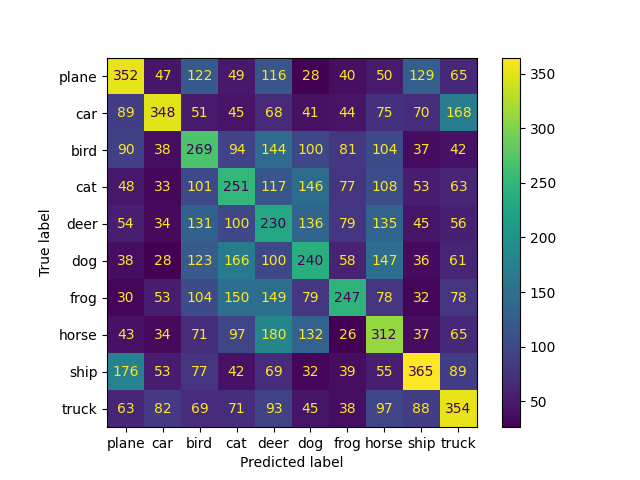 plane 352 47 122 49 116 28 40 50 129 65
car 89 348 51 45 68 41 44 75 70 168
bird 90 38 269 94 144 100 81 104 37 42
cat 48 33 101 251 117 146 77 108 53 63
deer 54 34 131 100 230 136 79 135 45 56
dog 38 28 123 166 100 240 58 147 36 61
frog 30 53 104 150 149 79 247 78 32 78
horse 43 34 71 97 180 132 26 312 37 65
ship 176 53 77 42 69 32 39 55 365 89
truck 63 82 69 71 93 45 38 97 88 354
plane car bird cat deer dog frog horse ship truck
Predicted label
True label
350
300
250
200
150
100
50